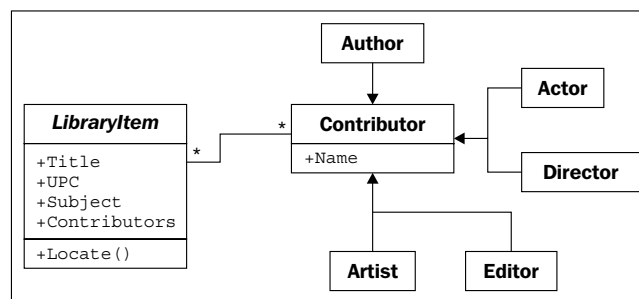 Author
Actor
LibraryItem
* *
Contributor
+Title
+UPC
+Subject
+Contributors
+Name
Director
+Locate()
Artist
Editor